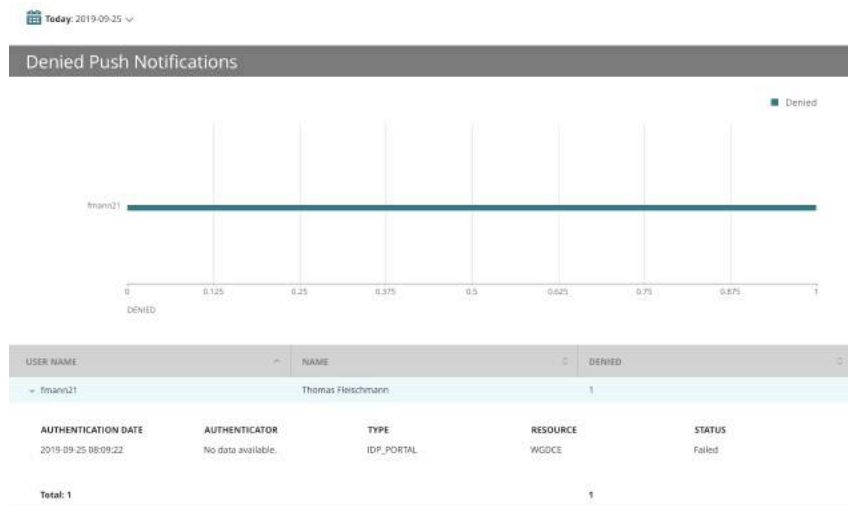 Today: 2019-09-25
Denied Push Notifications
Denied
fmann21
0 0.125 0.25 0.375 0.5 0.625 0.75 0.875 1
DENIED
USER NAME NAME DENIED
fmann21 Thomas Fleischmann 1
AUTHENTICATION DATE AUTHENTICATOR TYPE RESOURCE STATUS
2019-09-25 08:09:22 No data available. IDP_PORTAL WGDCE Failed
Total: 1 1